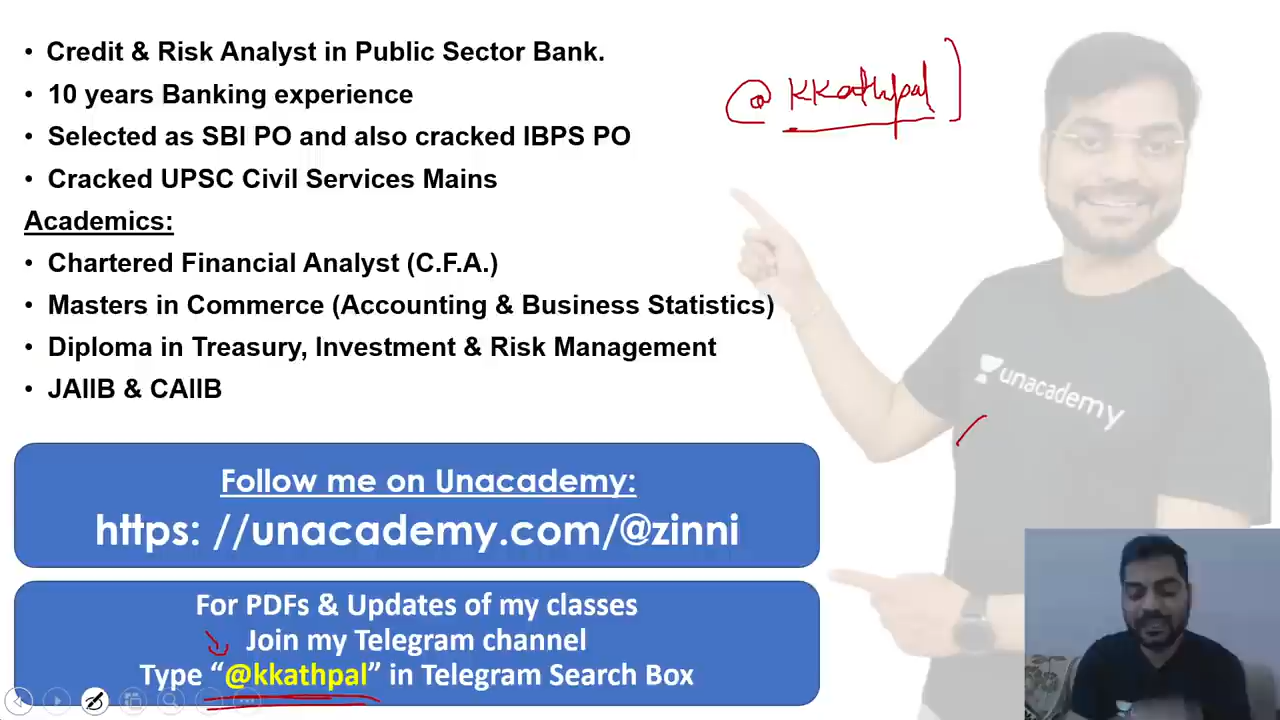 • Credit & Risk Analyst in Public Sector Bank.
• 10 years Banking experience
• Selected as SBI PO and also cracked IBPS PO
• Cracked UPSC Civil Services Mains
Academics:
• Chartered Financial Analyst (C.F.A.)
• Masters in Commerce (Accounting & Business Statistics)
• Diploma in Treasury, Investment & Risk Management
• JAIIB & CAIIB
@ KKathpal
unacademy
Follow me on Unacademy:
https: //unacademy.com/@zinni
For PDFs & Updates of my classes
Join my Telegram channel
Type “@kkathpal” in Telegram Search Box